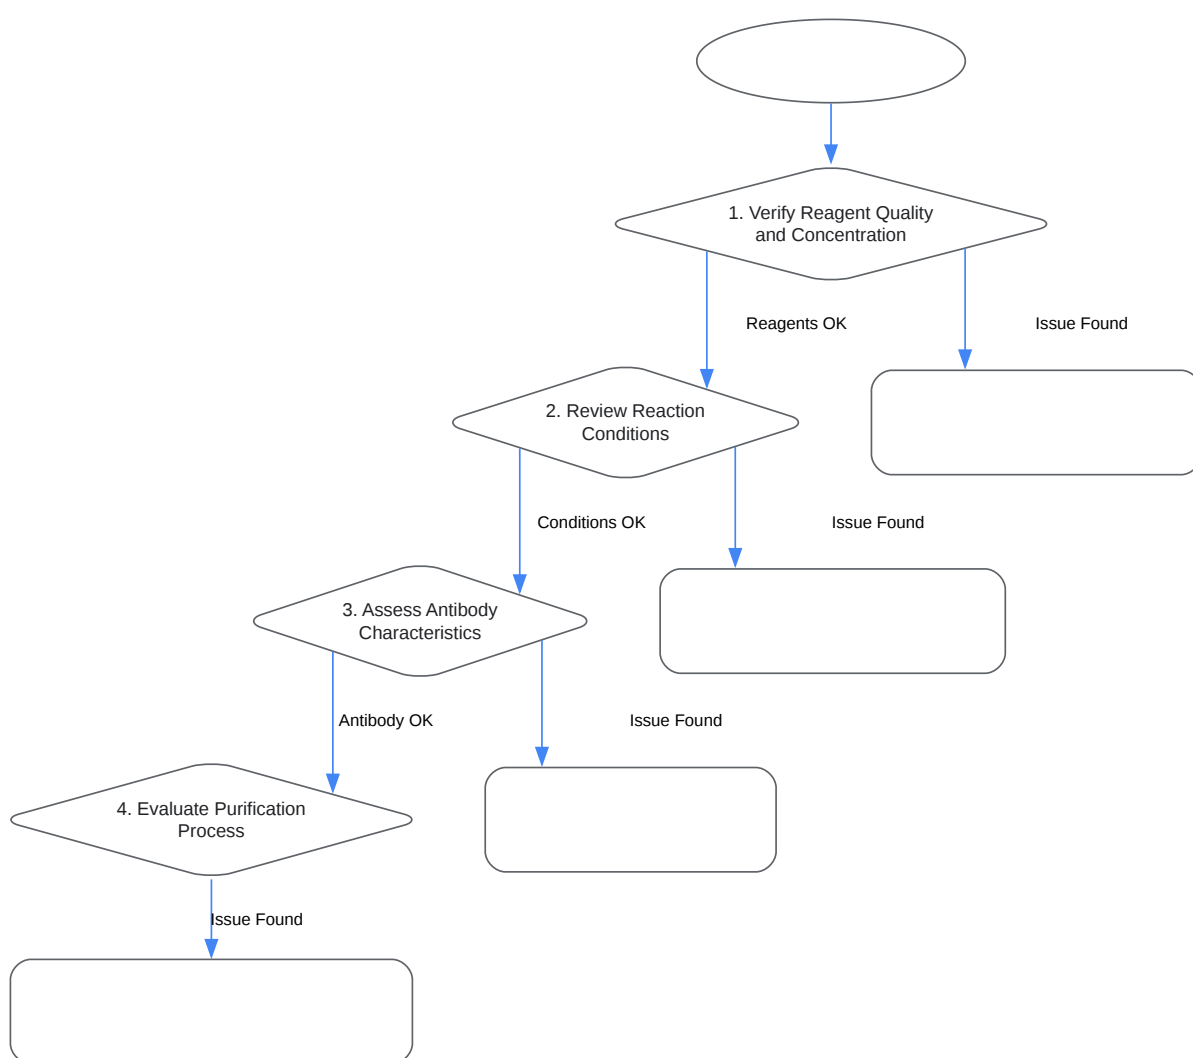 1. Verify Reagent Quality
and Concentration
Reagents OK
Issue Found
2. Review Reaction
Conditions
Conditions OK
Issue Found
3. Assess Antibody
Characteristics
Antibody OK
Issue Found
4. Evaluate Purification
Process
Issue Found